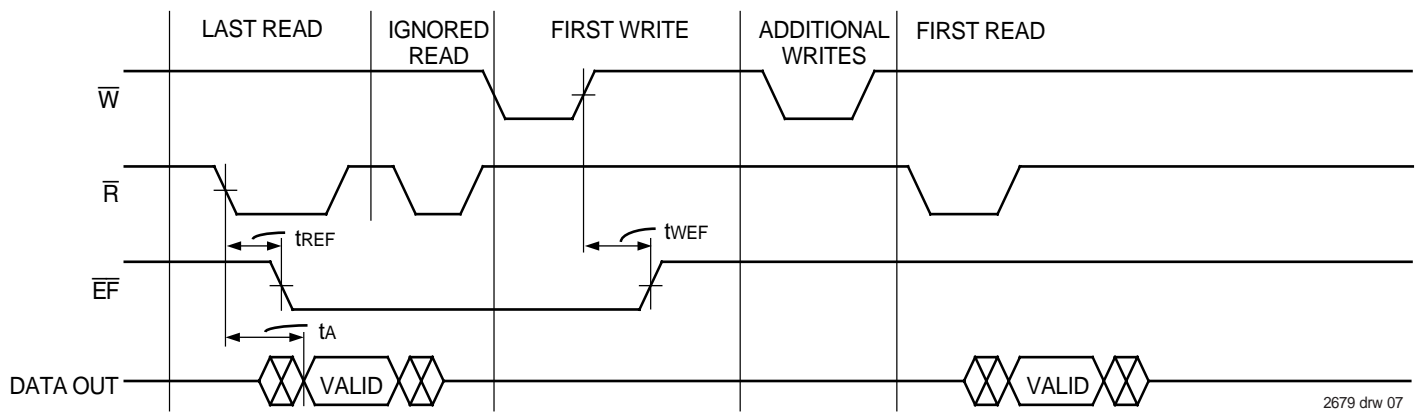 LAST READ
IGNORED
READ
FIRST WRITE
ADDITIONAL
WRITES
FIRST READ
W̅
R̅
tREF
tWEF
E̅F̅
tA
DATA OUT
VALID
VALID
2679 drw 07